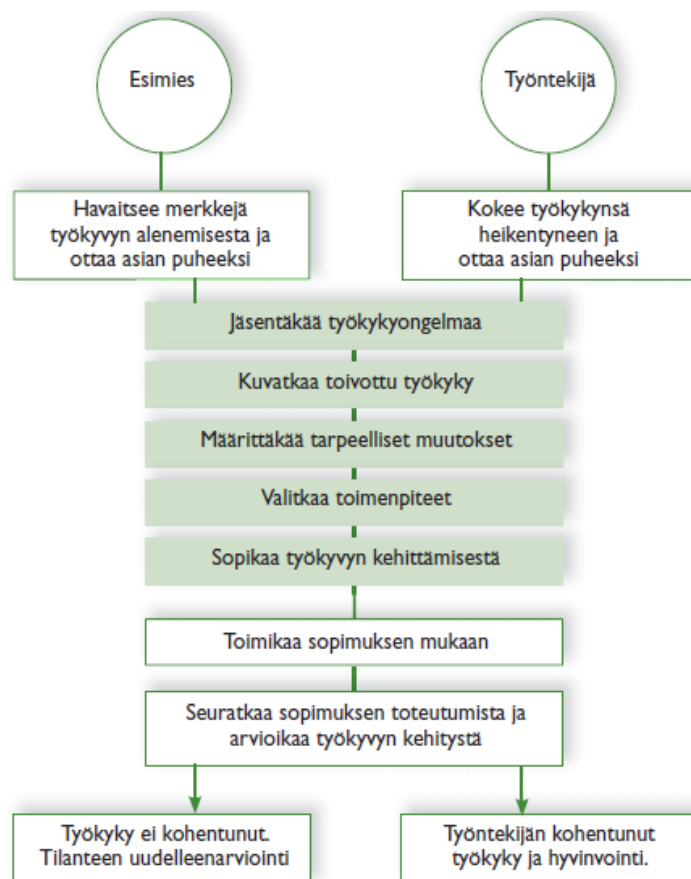 Esimies
Työntekijä
Havaitsee merkkejä
työkyvyn alenemisesta ja
ottaa asian puheeksi
Kokee työkykynsä
heikentyneen ja
ottaa asian puheeksi
Jäsentäkää työkykyongelmaa
Kuvatkaa toivottu työkyky
Määrittäkää tarpeelliset muutokset
Valitkaa toimenpiteet
Sopikaa työkyvyn kehittämisestä
Toimikaa sopimuksen mukaan
Seuratkaa sopimuksen toteutumista ja
arvioikaa työkyvyn kehitystä
Työkyky ei kohentunut.
Tilanteen uudelleenarviointi
Työntekijän kohentunut
työkyky ja hyvinvointi.